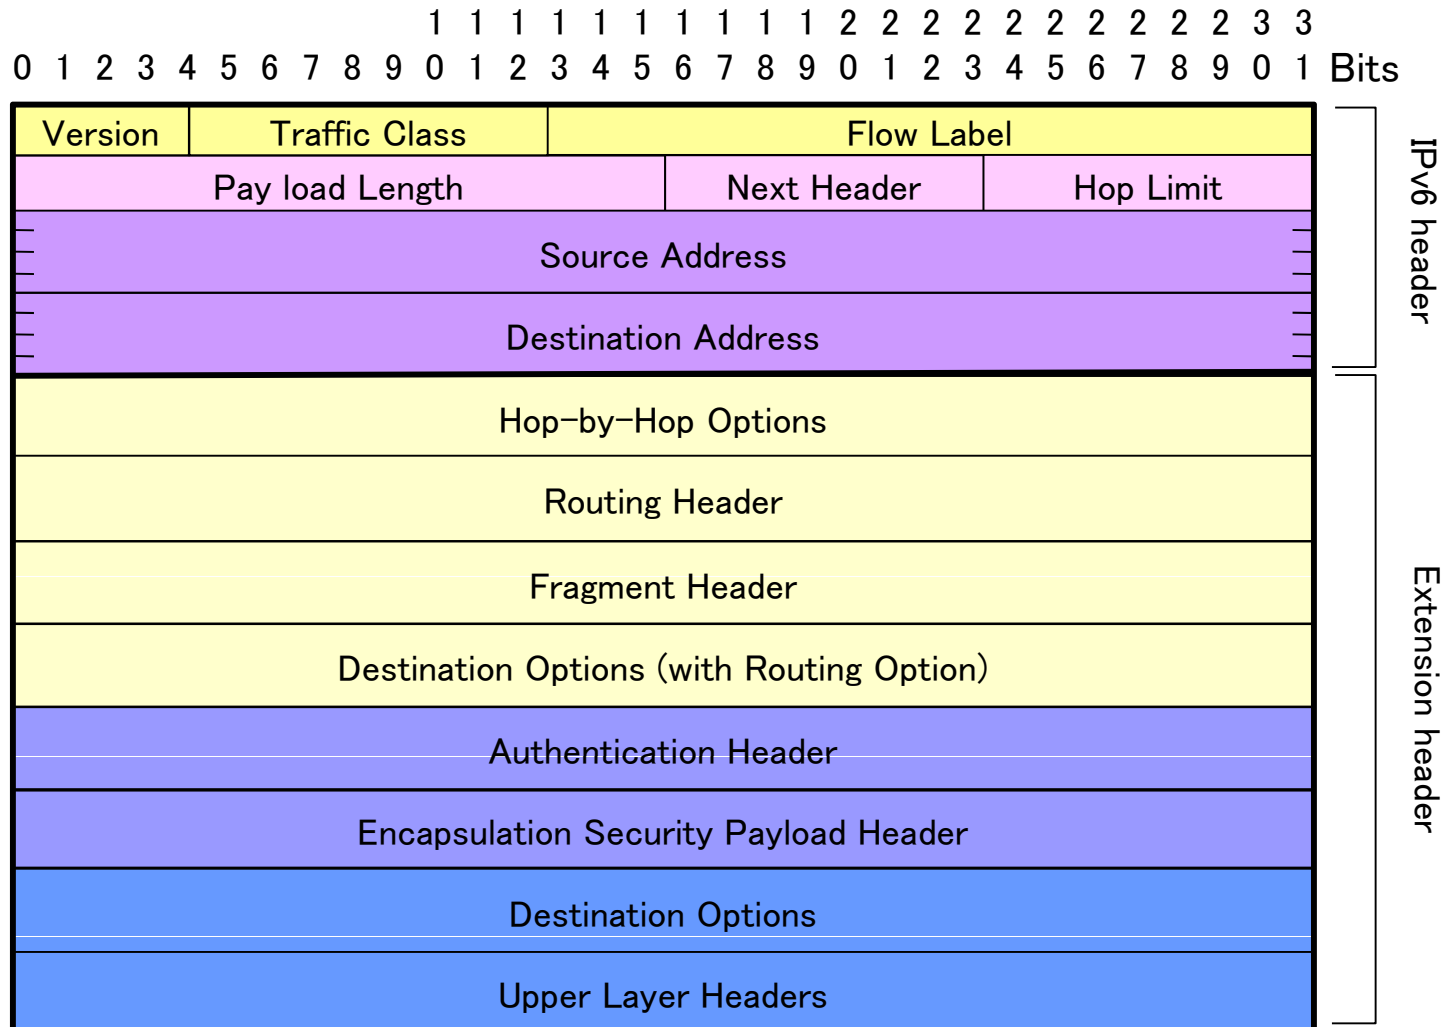 1 1 1 1 1 1 1 1 1 1 2 2 2 2 2 2 2 2 2 2 3 3
0 1 2 3 4 5 6 7 8 9 0 1 2 3 4 5 6 7 8 9 0 1 2 3 4 5 6 7 8 9 0 1 Bits
Version Traffic Class Flow Label
Pay load Length Next Header Hop Limit
Source Address
Destination Address
IPv6 header
Hop-by-Hop Options
Routing Header
Fragment Header
Destination Options (with Routing Option)
Authentication Header
Encapsulation Security Payload Header
Destination Options
Upper Layer Headers
Extension header